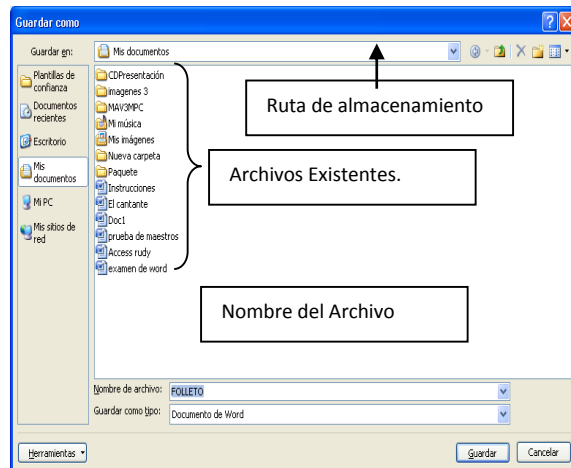 Guardar como
Guardar en:
Mis documentos
Plantillas de confianza
Documentos recientes
Escritorio
Mis documentos
Mi PC
Mis sitios de red
CDPresentación
imagenes 3
MAV3MPC
Mi música
Mis imágenes
Nueva carpeta
Paquete
Instrucciones
El cantante
Doc1
prueba de maestros
Access rudy
examen de word
Ruta de almacenamiento
Archivos Existentes.
Nombre del Archivo
Nombre de archivo: FOLLETO
Guardar como tipo: Documento de Word
Herramientas
Guardar
Cancelar